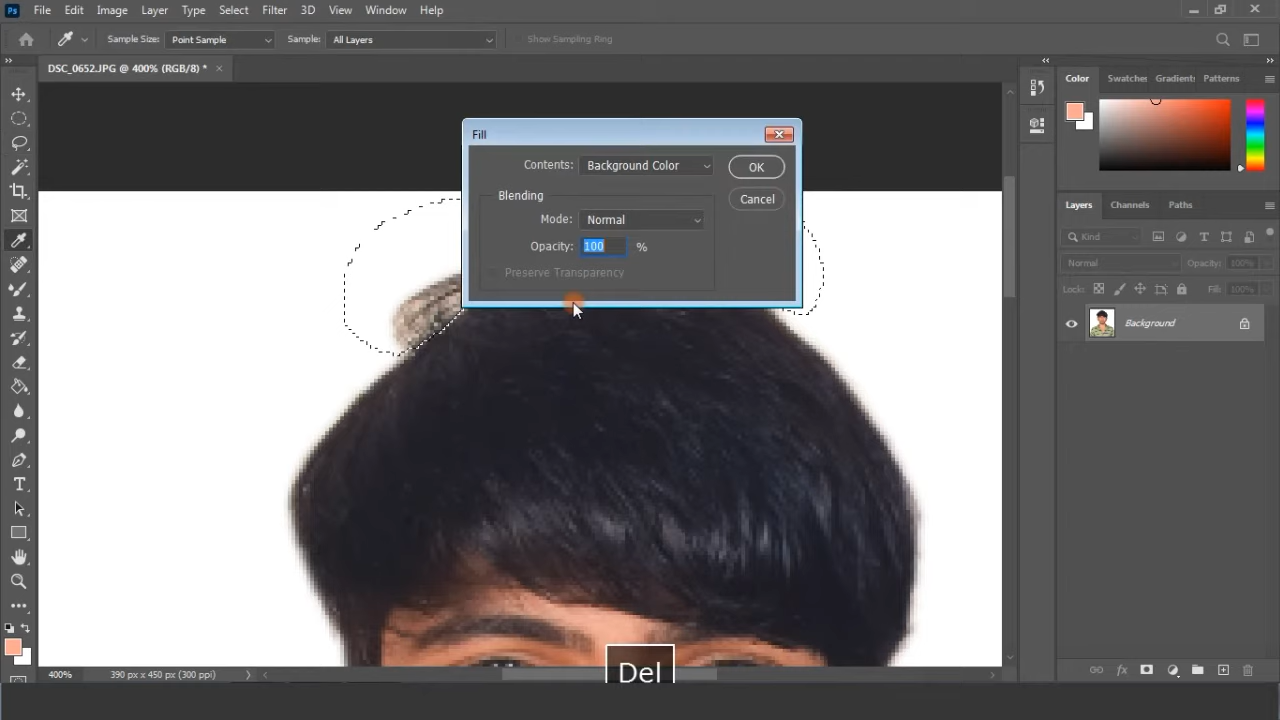 Ps File Edit Image Layer Type Select Filter 3D View Window Help
Sample Size: Point Sample Sample: All Layers Show Sampling Ring
DSC_0652.JPG @ 400% (RGB/8) * ×
Color Swatches Gradients Patterns
Fill
Contents: Background Color OK
Blending Cancel
Mode: Normal
Opacity: 100 %
Preserve Transparency
Layers Channels Paths
Kind
Normal Opacity: 100%
Lock: Fill: 100%
Background
T
Del
400% 390 px x 450 px (300 ppi)
fx